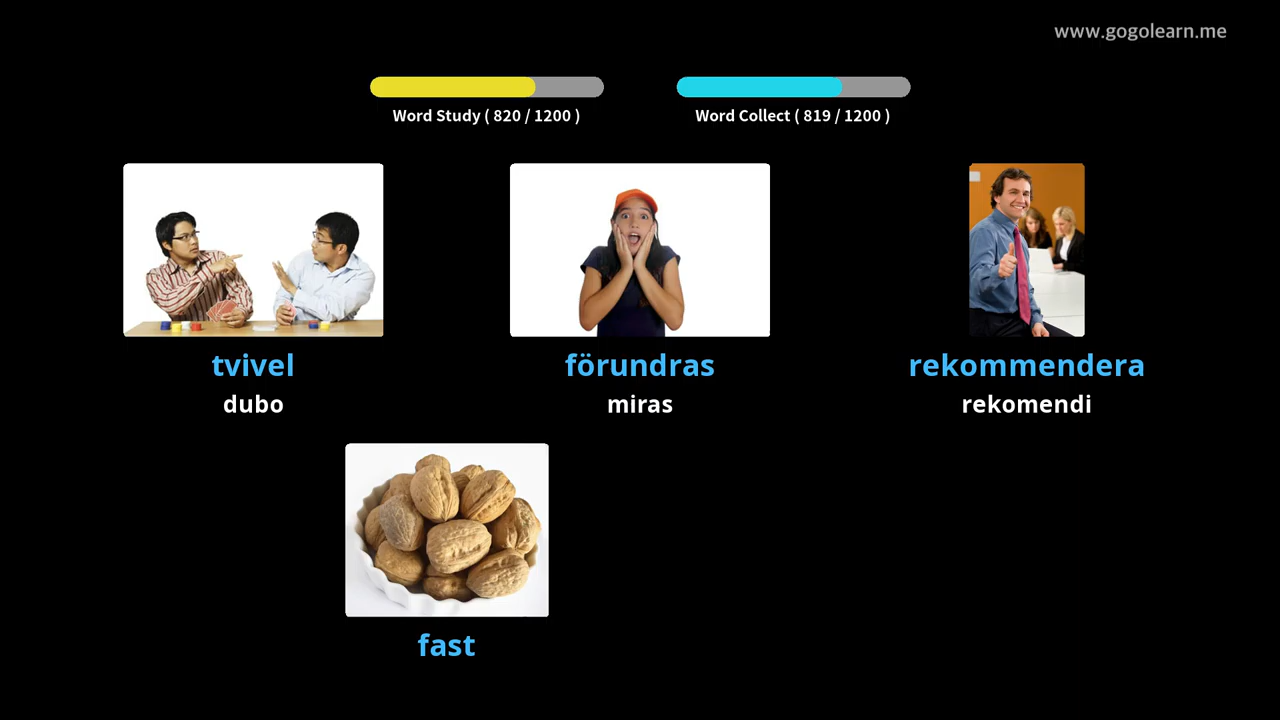 www.gogolearn.me
Word Study ( 820 / 1200 )
Word Collect ( 819 / 1200 )
tvivel
dubo
förundras
miras
rekommendera
rekomendi
fast